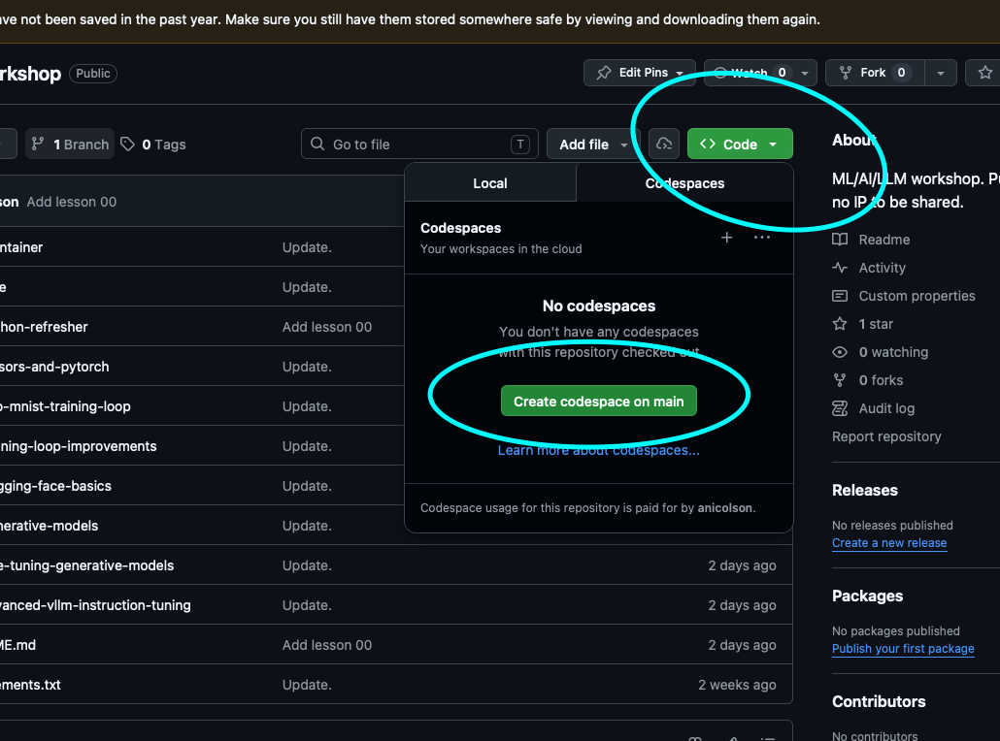 ve not been saved in the past year. Make sure you still have them stored somewhere safe by viewing and downloading them again.
rkshop Public
Edit Pins Watch 0 Fork 0
1 Branch 0 Tags
Go to file T Add file Code
About
ML/AI/LLM workshop.
no IP to be shared.
Readme
Activity
Custom properties
1 star
0 watching
0 forks
Audit log
Report repository
Releases
No releases published
Create a new release
Packages
No packages published
Publish your first package
Contributors
No contributors
Local Codespaces
Codespaces
Your workspaces in the cloud
No codespaces
You don't have any codespaces
with this repository checked out
Create codespace on main
Learn more about codespaces...
Codespace usage for this repository is paid for by anicolson.
son Add lesson 00
ntainer Update.
e Update.
hon-refresher Add lesson 00
sors-and-pytorch Update.
o-mnist-training-loop Update.
ning-loop-improvements Update.
gging-face-basics Update.
nerative-models Update.
e-tuning-generative-models Update. 2 days ago
vanced-vllm-instruction-tuning Update. 2 days ago
ME.md Add lesson 00 2 days ago
ements.txt Update. 2 weeks ago